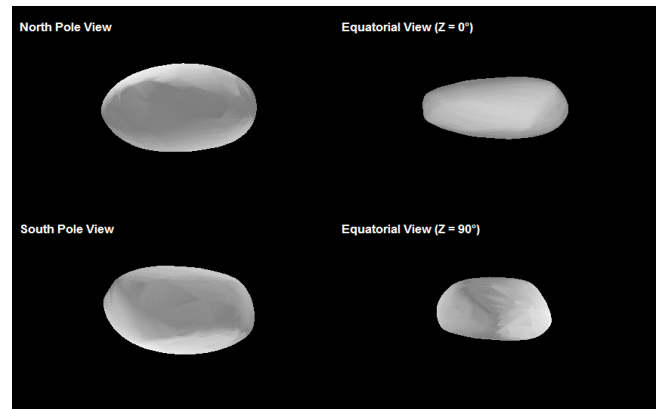 North Pole View
Equatorial View (Z = 0°)
South Pole View
Equatorial View (Z = 90°)